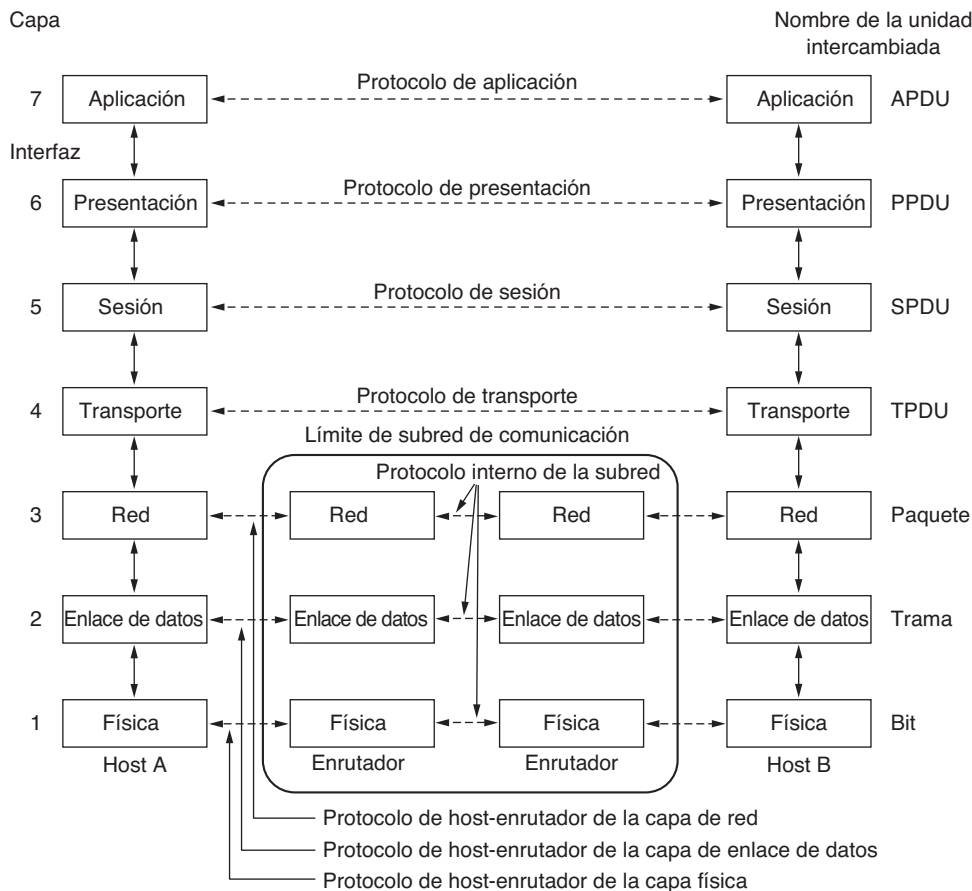 Capa
Nombre de la unidad
intercambiada
Protocolo de aplicación
7 Aplicación Aplicación APDU
Interfaz
Protocolo de presentación
6 Presentación Presentación PPDU
Protocolo de sesión
5 Sesión Sesión SPDU
Protocolo de transporte
4 Transporte Transporte TPDU
Límite de subred de comunicación
Protocolo interno de la subred
3 Red Red Red Red Paquete
2 Enlace de datos Enlace de datos Enlace de datos Enlace de datos Trama
1 Física Física Física Física Bit
Host A Enrutador Enrutador Host B
Protocolo de host-enrutador de la capa de red
Protocolo de host-enrutador de la capa de enlace de datos
Protocolo de host-enrutador de la capa física